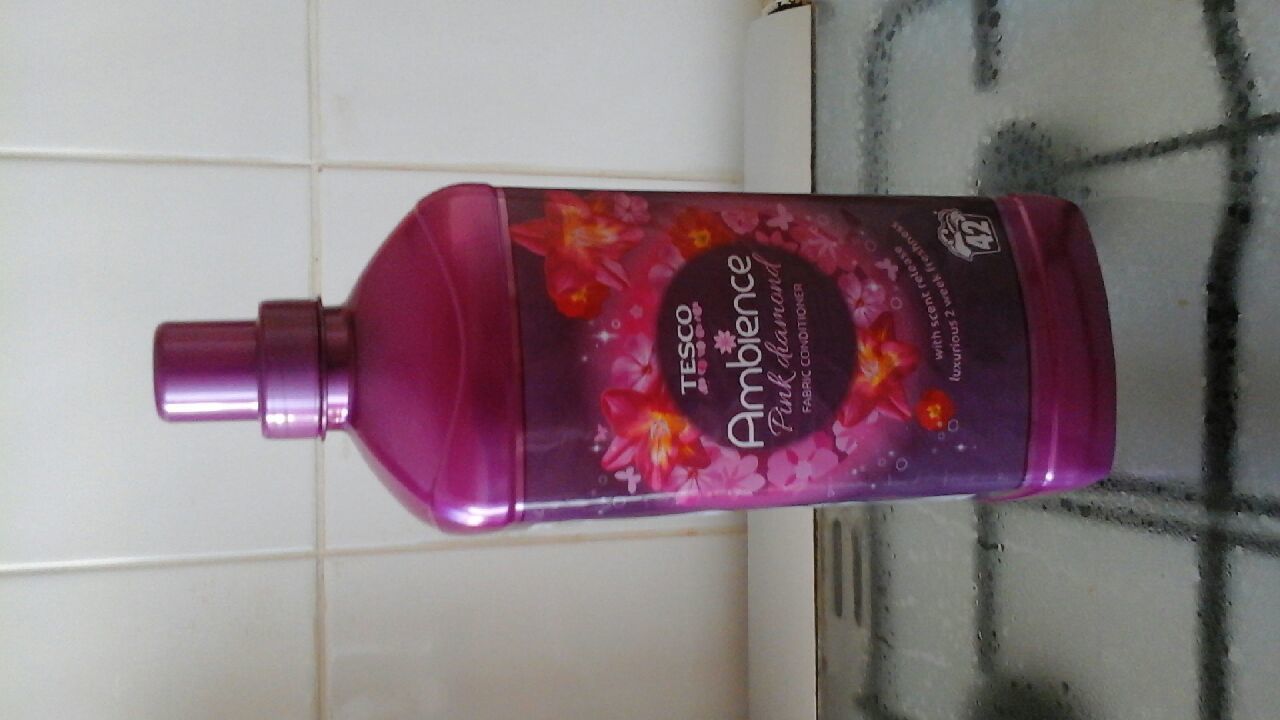 TESCO
Ambience
Pink diamond
FABRIC CONDITIONER
with scent release
luxurious 2 week freshness
42